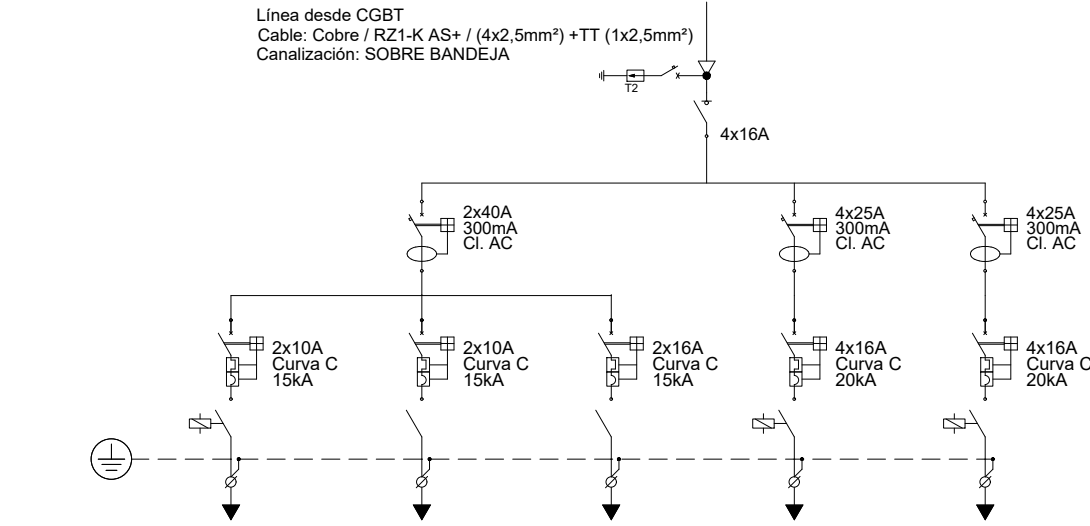 Línea desde CGBT
Cable: Cobre / RZ1-K AS+ / (4x2,5mm²) +TT (1x2,5mm²)
Canalización: SOBRE BANDEJA
T2
4x16A
2x40A
300mA
Cl. AC
4x25A
300mA
Cl. AC
4x25A
300mA
Cl. AC
2x10A
Curva C
15kA
2x10A
Curva C
15kA
2x16A
Curva C
15kA
4x16A
Curva C
20kA
4x16A
Curva C
20kA